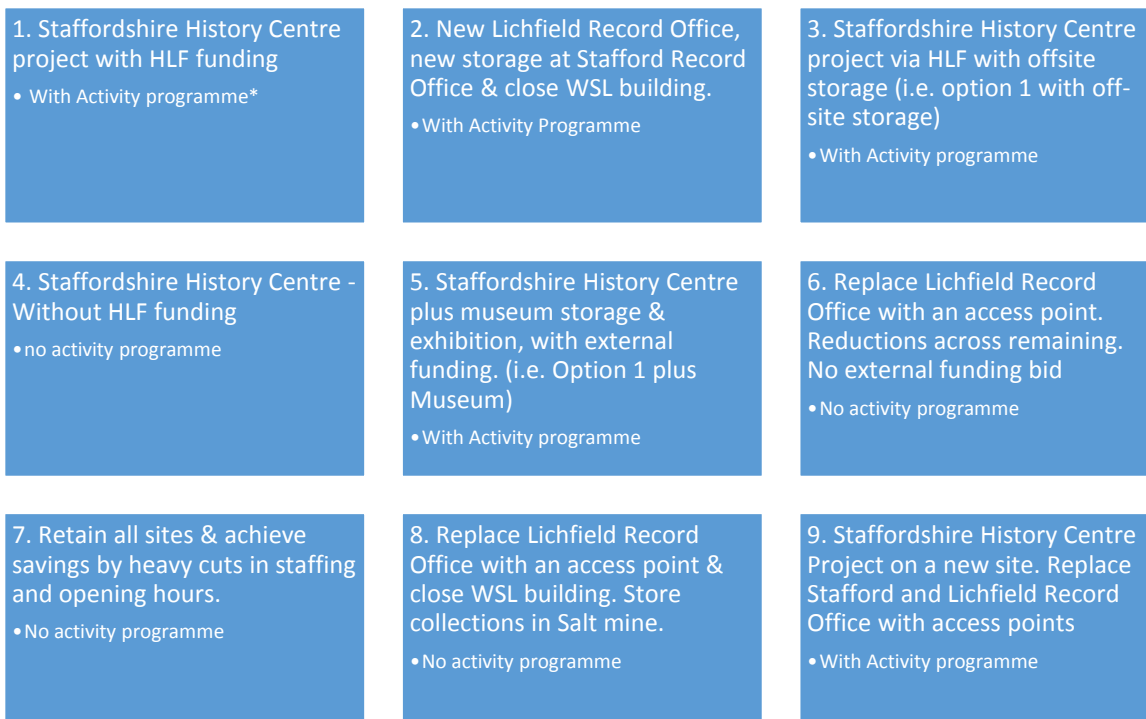 1. Staffordshire History Centre
project with HLF funding
• With Activity programme*
2. New Lichfield Record Office,
new storage at Stafford Record
Office & close WSL building.
•With Activity Programme
3. Staffordshire History Centre
project via HLF with offsite
storage (i.e. option 1 with off-
site storage)
•With Activity programme
4. Staffordshire History Centre -
Without HLF funding
•no activity programme
5. Staffordshire History Centre
plus museum storage &
exhibition, with external
funding. (i.e. Option 1 plus
Museum)
•With Activity programme
6. Replace Lichfield Record
Office with an access point.
Reductions across remaining.
No external funding bid
•No activity programme
7. Retain all sites & achieve
savings by heavy cuts in staffing
and opening hours.
•No activity programme
8. Replace Lichfield Record
Office with an access point &
close WSL building. Store
collections in Salt mine.
•No activity programme
9. Staffordshire History Centre
Project on a new site. Replace
Stafford and Lichfield Record
Office with access points
•With Activity programme